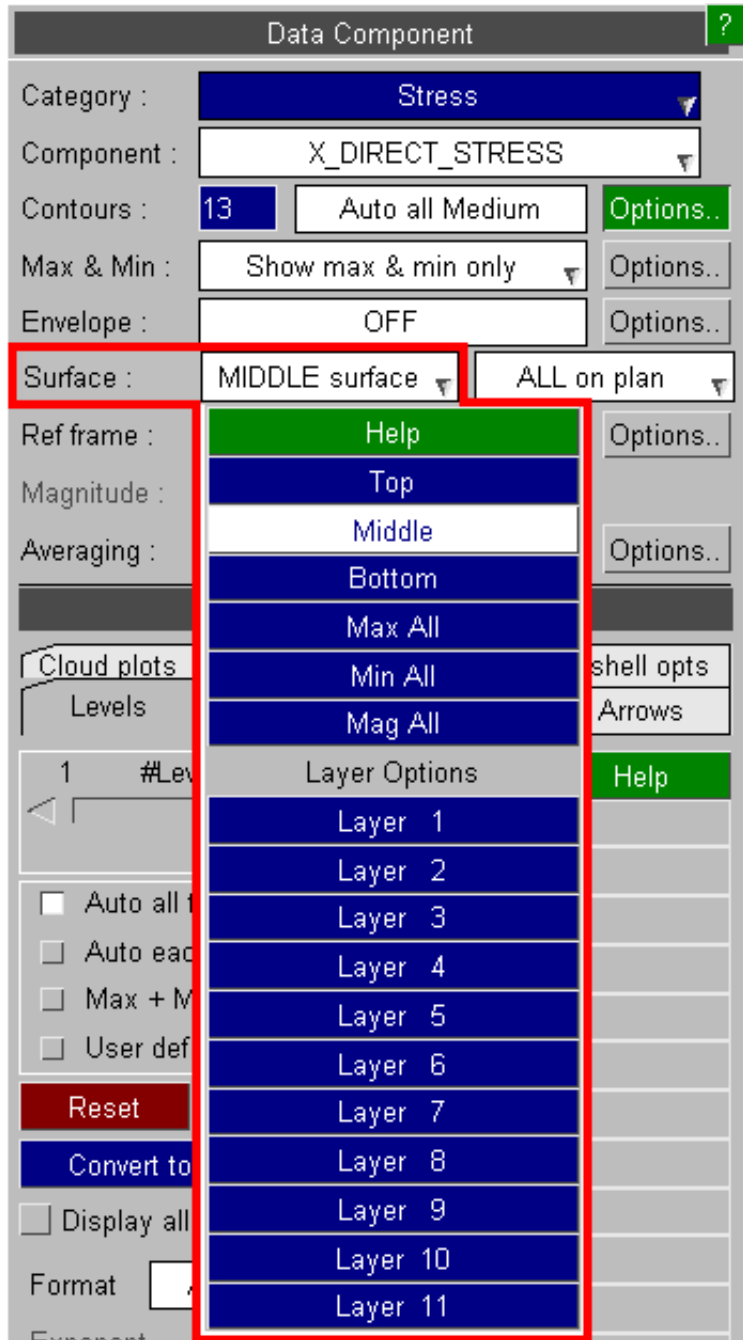 Data Component ?
Category : Stress
Component : X_DIRECT_STRESS
Contours : 13 Auto all Medium Options..
Max & Min : Show max & min only Options..
Envelope : OFF Options..
Surface : MIDDLE surface ALL on plan
Ref frame : Help Options..
Magnitude : Top
Middle
Averaging : Options..
Bottom
Max All
Cloud plots Min All shell opts
Levels Mag All Arrows
1 Layer Options Help
Layer 1
Layer 2
Auto all Layer 3
Auto Layer 4
Max + Layer 5
User def Layer 6
Reset Layer 7
Convert to Layer 8
Display all Layer 9
Format Layer 10
Layer 11